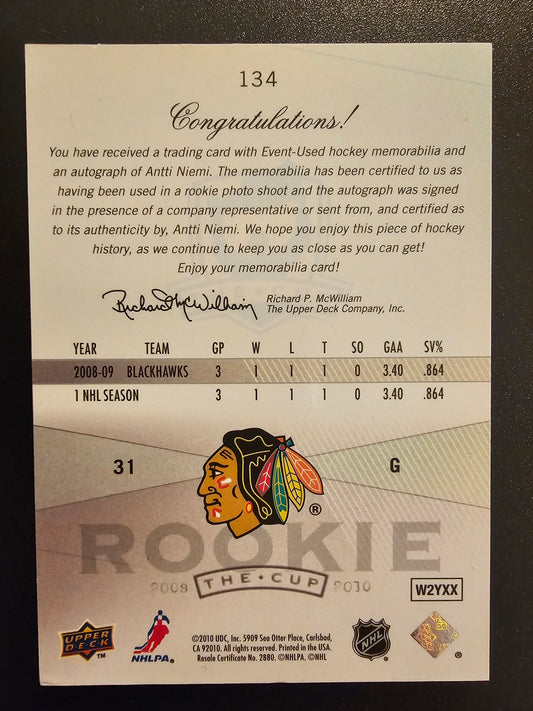 134
Congratulations!
You have received a trading card with Event-Used hockey memorabilia and
an autograph of Antti Niemi. The memorabilia has been certified to us as
having been used in a rookie photo shoot and the autograph was signed
in the presence of a company representative or sent from, and certified as
to its authenticity by, Antti Niemi. We hope you enjoy this piece of hockey
history, as we continue to keep you as close as you can get!
Enjoy your memorabilia card!
Richard McWilliam
Richard P. McWilliam
The Upper Deck Company, Inc.
YEAR TEAM GP W L T SO GAA SV%
2008-09 BLACKHAWKS 3 1 1 1 0 3.40 .864
1 NHL SEASON 3 1 1 1 0 3.40 .864
31 G
®
ROOKIE
2009 THE • CUP 2010
W2YXX
UPPER DECK ™
NHLPA.
©2010 UDC, Inc. 5909 Sea Otter Place, Carlsbad,
CA 92010. All rights reserved. Printed in the USA.
Resale Certificate No. 2880. ©NHLPA. ©NHL
NHL